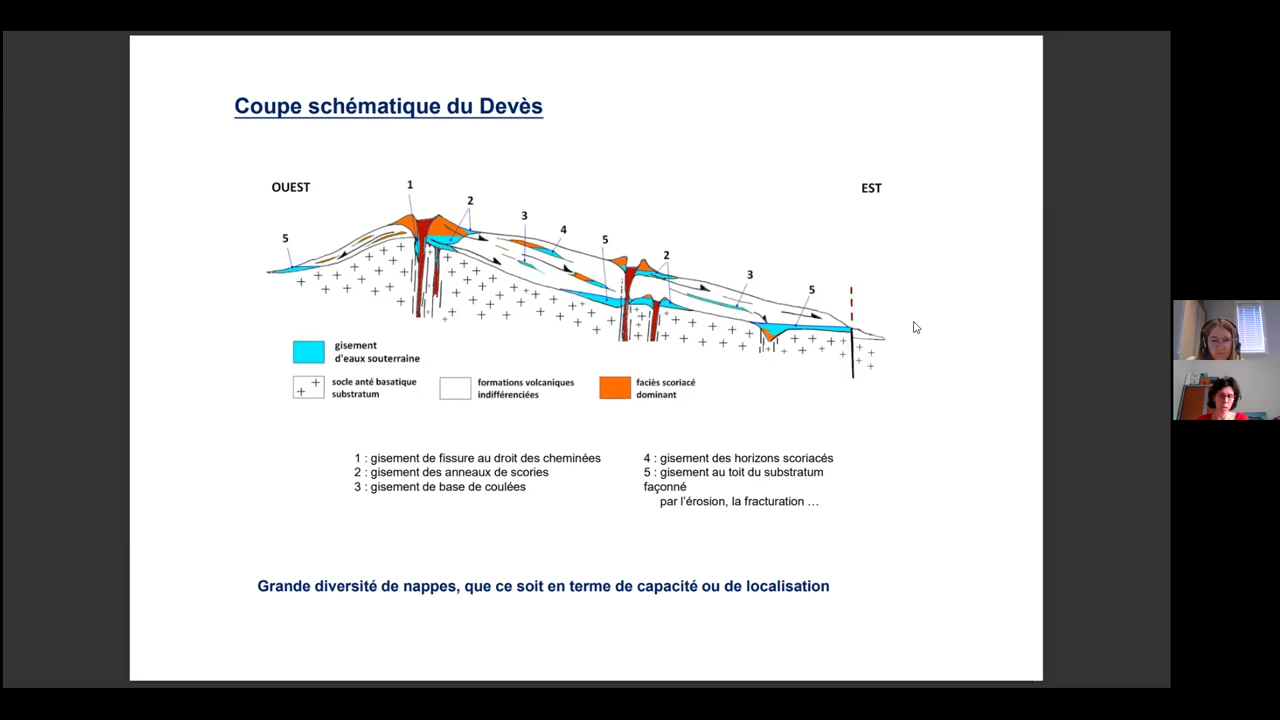 Coupe schématique du Devès
OUEST
EST
1
2
3
4
5
5
2
3
5
gisement
d'eaux souterraine
socle anté basatique
substratum
formations volcaniques
indifférenciées
faciès scoriacé
dominant
1 : gisement de fissure au droit des cheminées
2 : gisement des anneaux de scories
3 : gisement de base de coulées
4 : gisement des horizons scoriacés
5 : gisement au toit du substratum
façonné
par l'érosion, la fracturation …
Grande diversité de nappes, que ce soit en terme de capacité ou de localisation